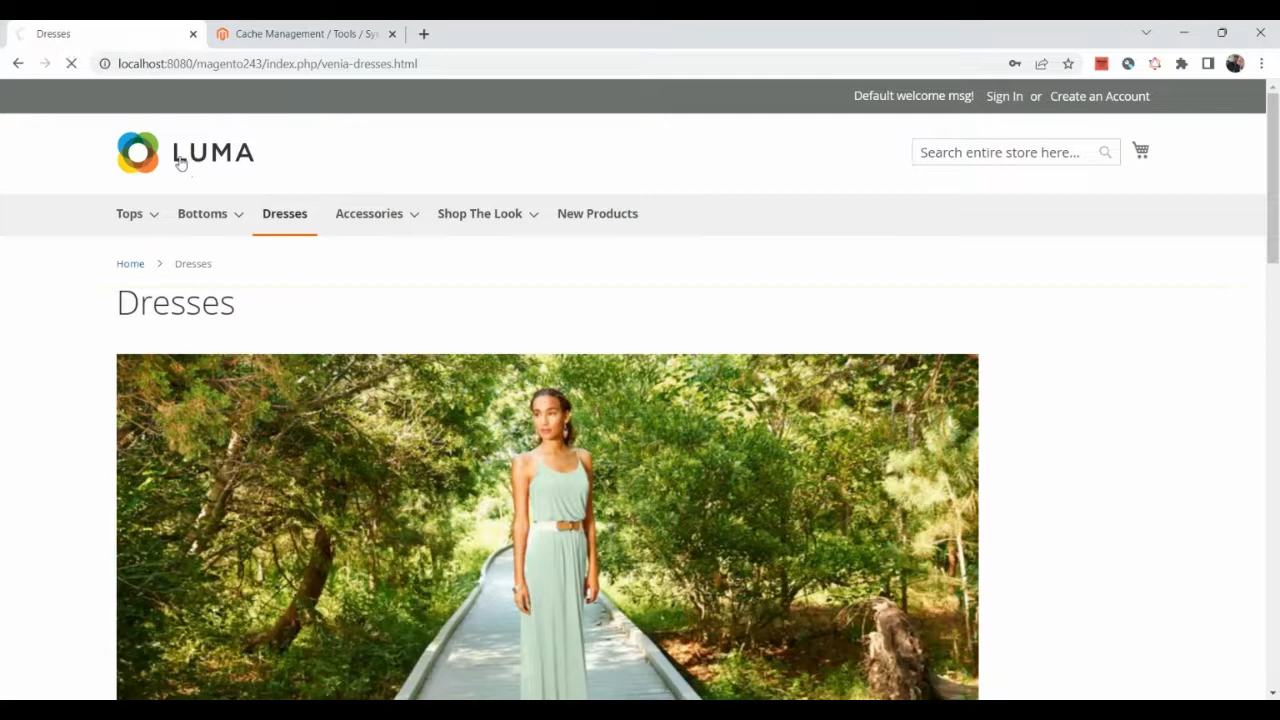 Dresses
Cache Management / Tools / Sys
localhost:8080/magento243/index.php/venia-dresses.html
Default welcome msg! Sign In or Create an Account
LUMA
Search entire store here...
Tops Bottoms Dresses Accessories Shop The Look New Products
Home > Dresses
Dresses